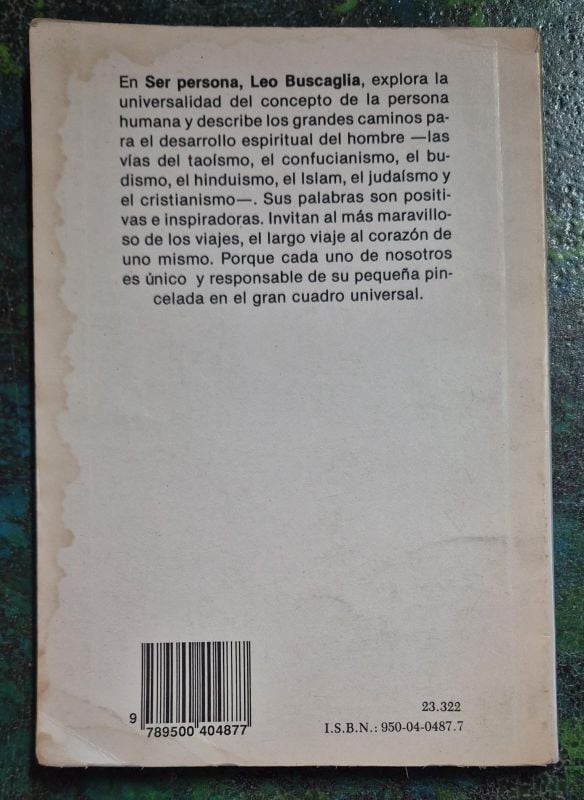 En Ser persona, Leo Buscaglia, explora la
universalidad del concepto de la persona
humana y describe los grandes caminos pa-
ra el desarrollo espiritual del hombre —las
vías del taoísmo, el confucianismo, el bu-
dismo, el hinduismo, el Islam, el judaísmo y
el cristianismo—. Sus palabras son positi-
vas e inspiradoras. Invitan al más maravillo-
so de los viajes, el largo viaje al corazón de
uno mismo. Porque cada uno de nosotros
es único y responsable de su pequeña pin-
celada en el gran cuadro universal.
9 789500 404877
23.322
I.S.B.N.: 950-04-0487.7